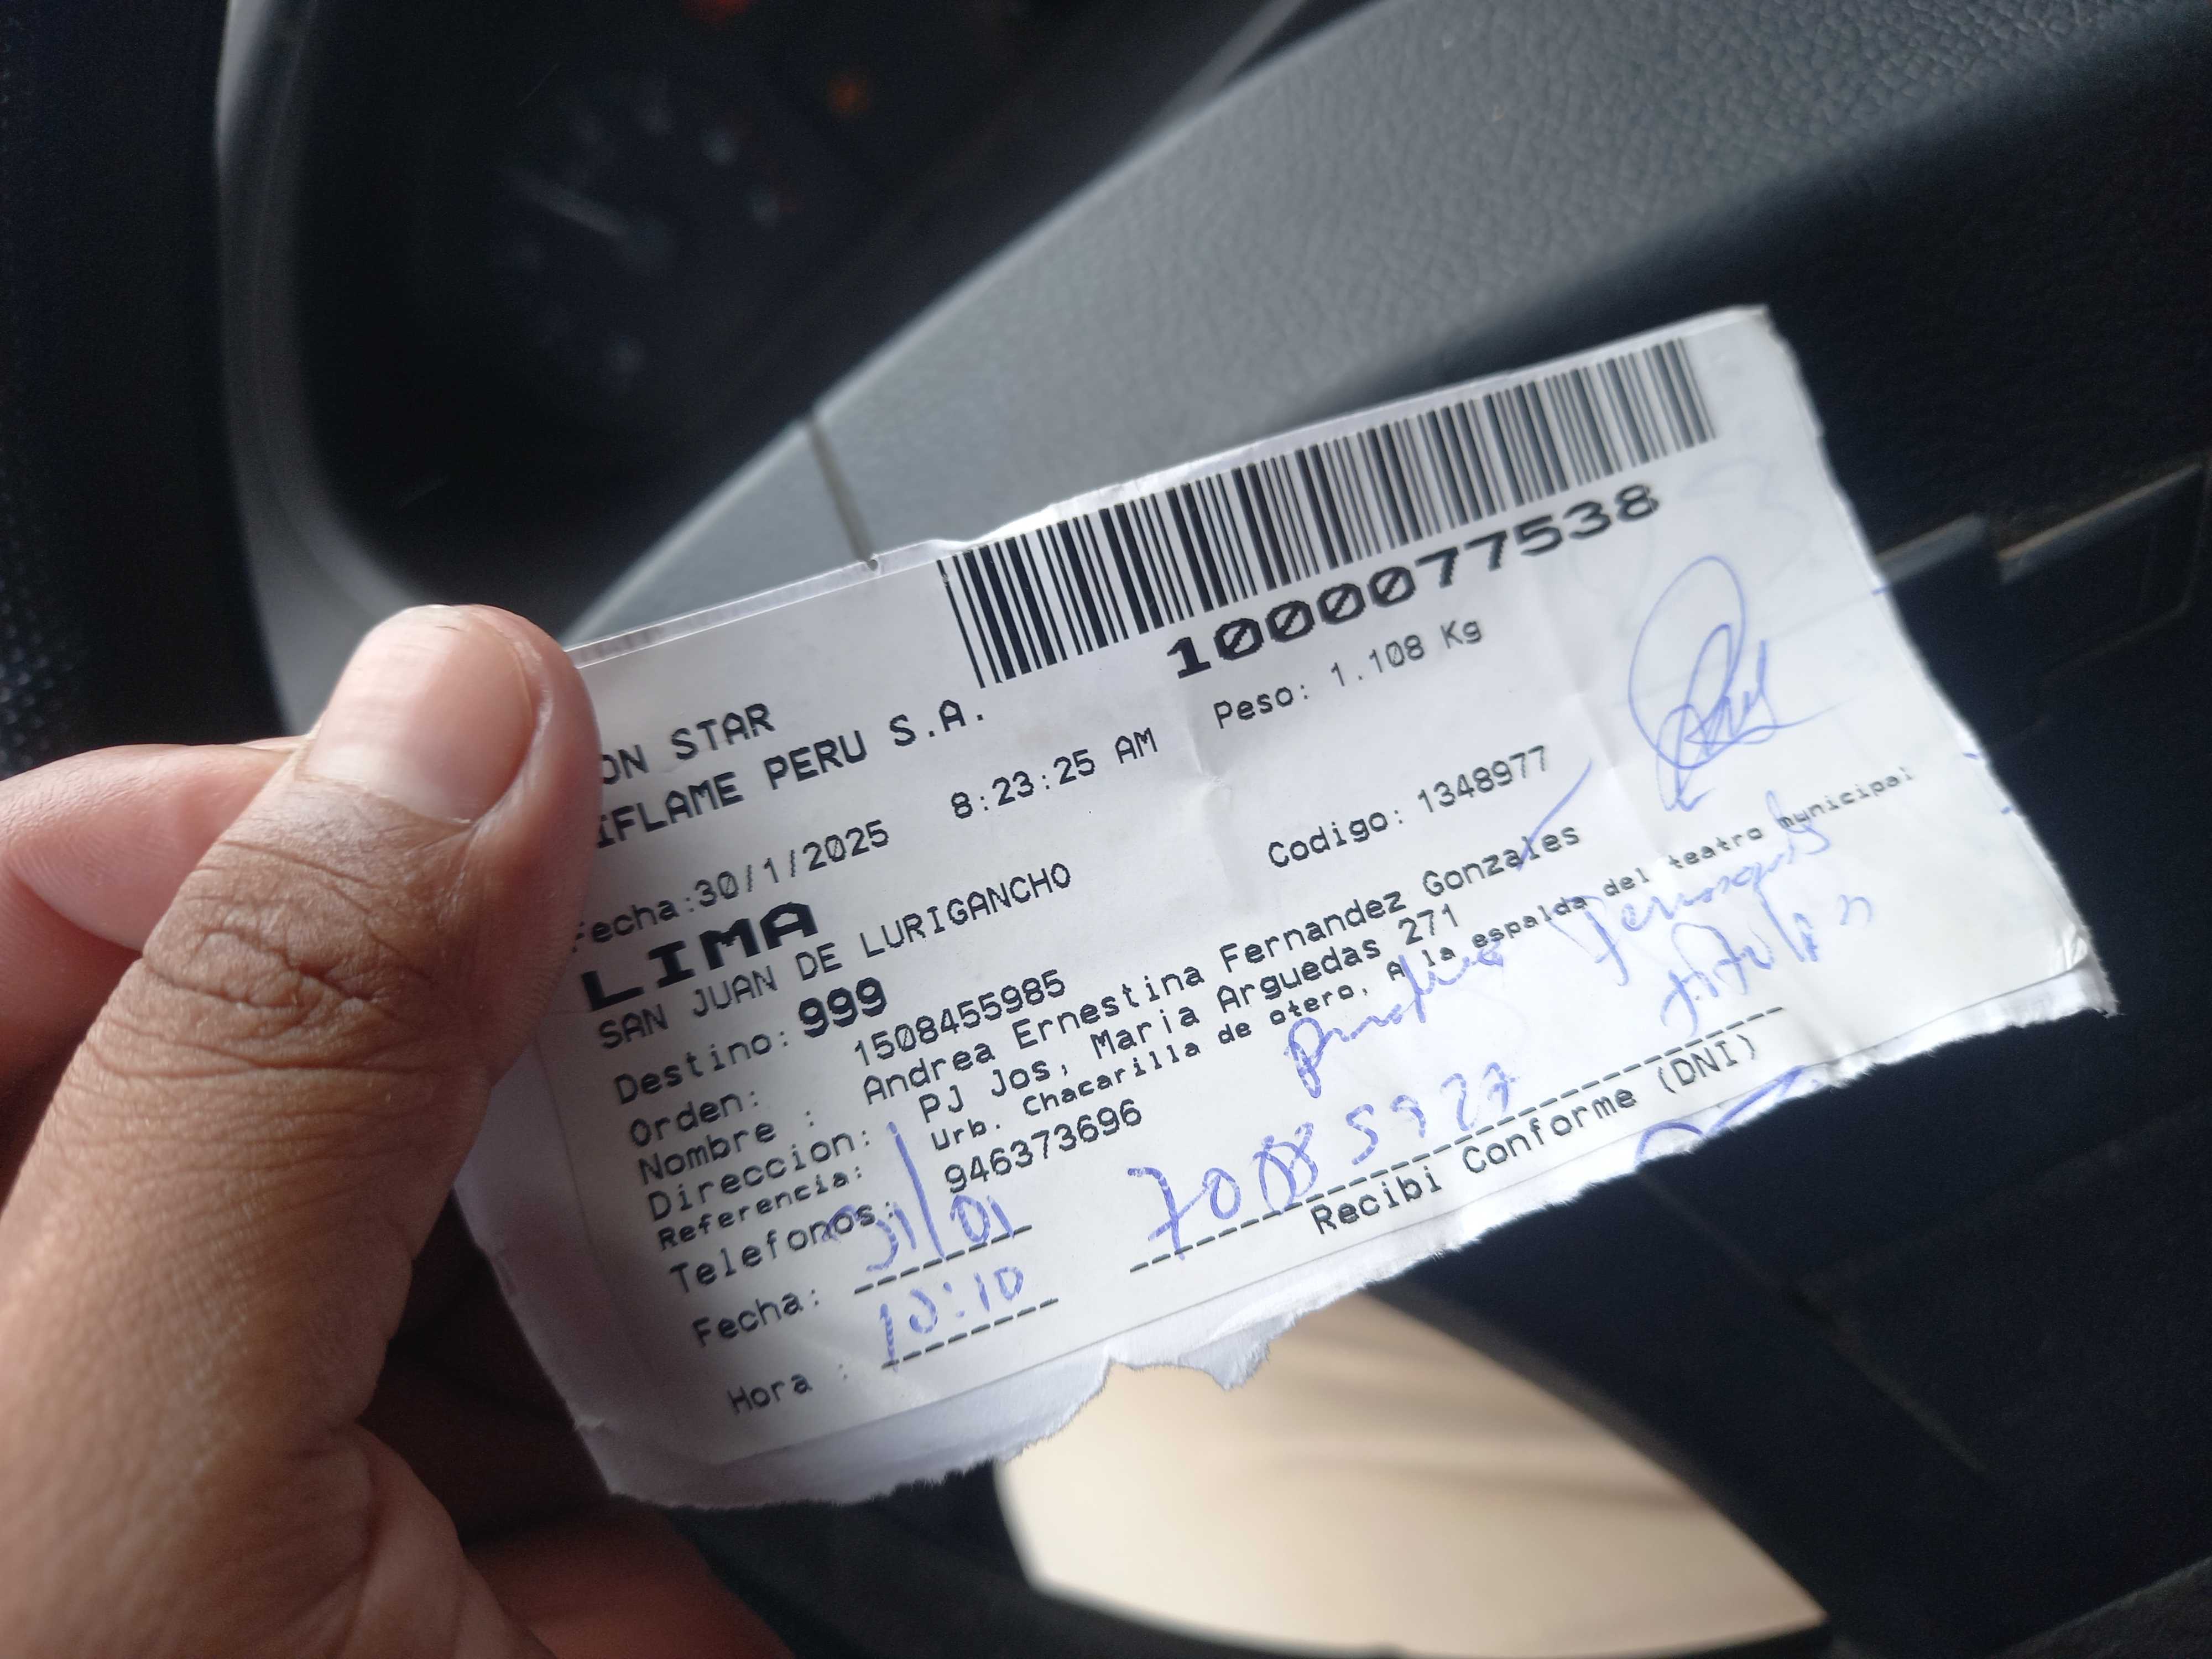 1000077538
ON STAR
IFLAME PERU S.A.
Peso: 1.108 Kg
Fecha:30/1/2025 8:23:25 AM
LIMA
SAN JUAN DE LURIGANCHO
Codigo: 1348977
Destino: 999
Orden: 1508455985
Nombre : Andrea Ernestina Fernandez Gonzales
Direccion: PJ Jos, Maria Arguedas 271
Referencia: Urb. Chacarilla de otero, A la espalda del teatro municipal
Telefonos: 946373696
Fecha: 31/01
Hora : 10:10
Recibi Conforme (DNI)